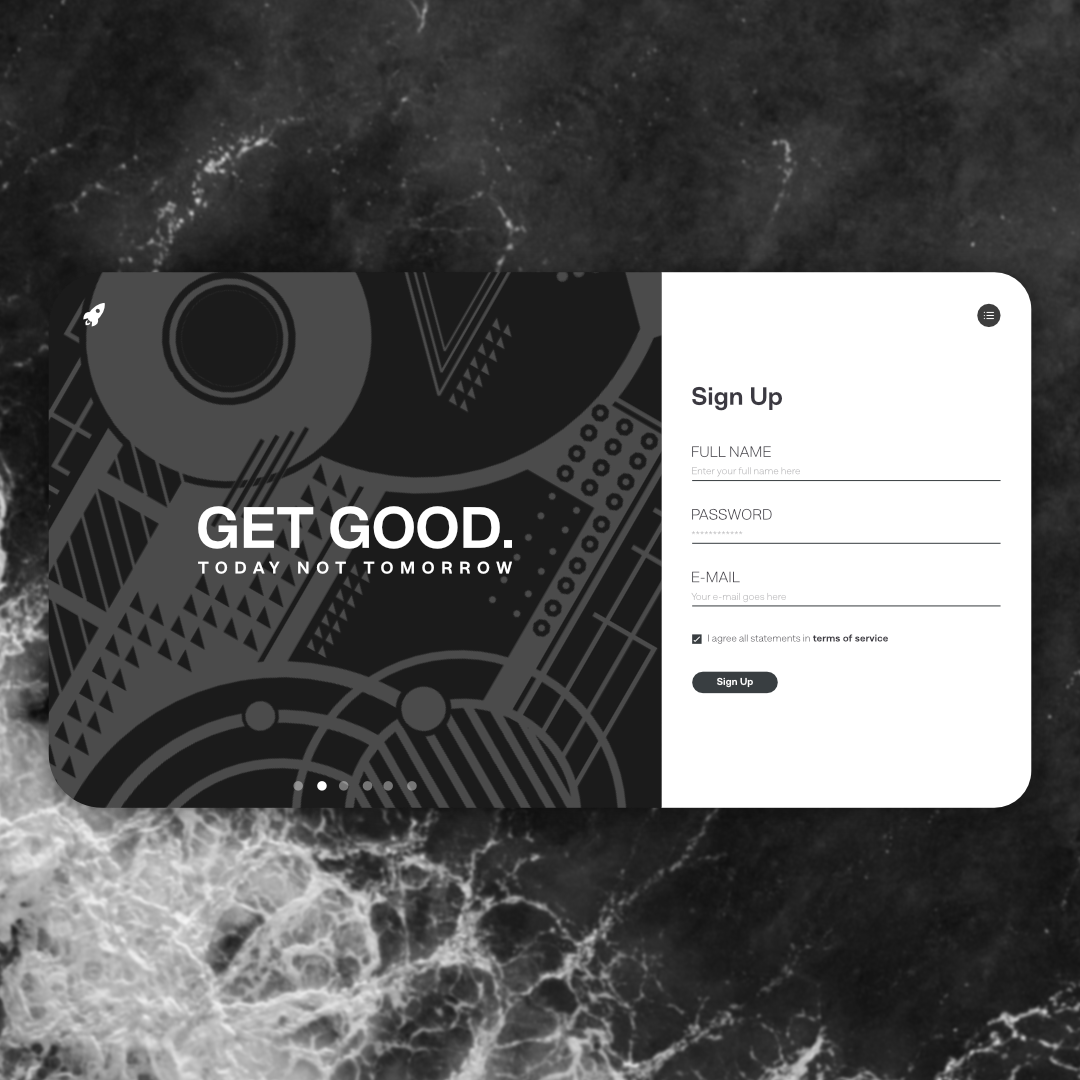 GET GOOD.
TODAY NOT TOMORROW
Sign Up
FULL NAME
Enter your full name here
PASSWORD
************
E-MAIL
Your e-mail goes here
I agree all statements in terms of service
Sign Up